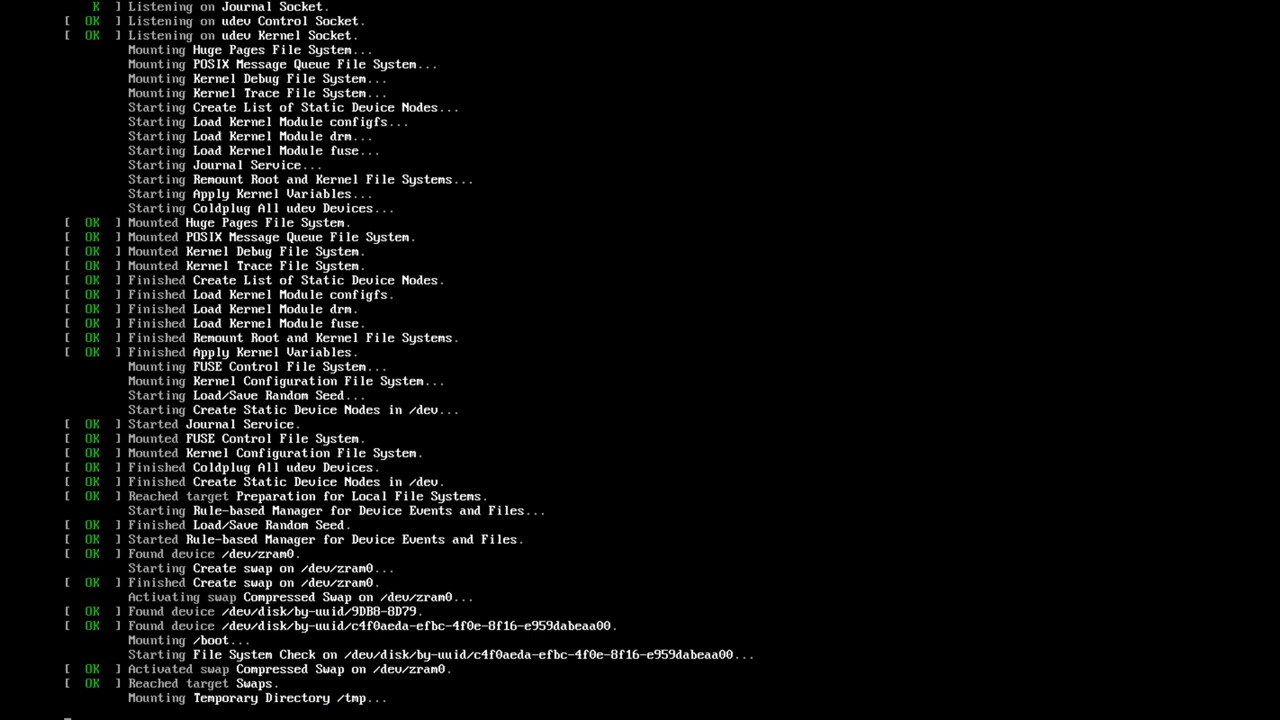 K  ] Listening on Journal Socket.
[  OK  ] Listening on udev Control Socket.
[  OK  ] Listening on udev Kernel Socket.
Mounting Huge Pages File System...
Mounting POSIX Message Queue File System...
Mounting Kernel Debug File System...
Mounting Kernel Trace File System...
Starting Create List of Static Device Nodes...
Starting Load Kernel Module configfs...
Starting Load Kernel Module drm...
Starting Load Kernel Module fuse...
Starting Journal Service...
Starting Remount Root and Kernel File Systems...
Starting Apply Kernel Variables...
Starting Coldplug All udev Devices...
[  OK  ] Mounted Huge Pages File System.
[  OK  ] Mounted POSIX Message Queue File System.
[  OK  ] Mounted Kernel Debug File System.
[  OK  ] Mounted Kernel Trace File System.
[  OK  ] Finished Create List of Static Device Nodes.
[  OK  ] Finished Load Kernel Module configfs.
[  OK  ] Finished Load Kernel Module drm.
[  OK  ] Finished Load Kernel Module fuse.
[  OK  ] Finished Remount Root and Kernel File Systems.
[  OK  ] Finished Apply Kernel Variables.
Mounting FUSE Control File System...
Mounting Kernel Configuration File System...
Starting Load/Save Random Seed...
Starting Create Static Device Nodes in /dev...
[  OK  ] Started Journal Service.
[  OK  ] Mounted FUSE Control File System.
[  OK  ] Mounted Kernel Configuration File System.
[  OK  ] Finished Coldplug All udev Devices.
[  OK  ] Finished Create Static Device Nodes in /dev.
[  OK  ] Reached target Preparation for Local File Systems.
Starting Rule-based Manager for Device Events and Files...
[  OK  ] Finished Load/Save Random Seed.
[  OK  ] Started Rule-based Manager for Device Events and Files.
[  OK  ] Found device /dev/zram0.
Starting Create swap on /dev/zram0...
[  OK  ] Finished Create swap on /dev/zram0.
Activating swap Compressed Swap on /dev/zram0...
[  OK  ] Found device /dev/disk/by-uuid/9DB8-8D79.
[  OK  ] Found device /dev/disk/by-uuid/c4f0aeda-efbc-4f0e-8f16-e959dabeaa00.
Mounting /boot...
Starting File System Check on /dev/disk/by-uuid/c4f0aeda-efbc-4f0e-8f16-e959dabeaa00...
[  OK  ] Activated swap Compressed Swap on /dev/zram0.
[  OK  ] Reached target Swaps.
Mounting Temporary Directory /tmp...